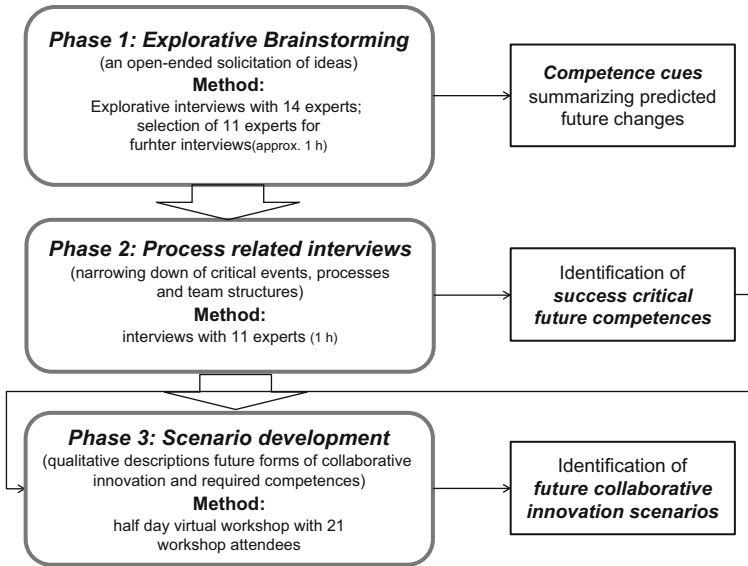 Phase 1: Explorative Brainstorming
(an open-ended solicitation of ideas)
Method:
Explorative interviews with 14 experts;
selection of 11 experts for
furhter interviews(approx. 1 h)
Competence cues
summarizing predicted
future changes
Phase 2: Process related interviews
(narrowing down of critical events, processes
and team structures)
Method:
interviews with 11 experts (1 h)
Identification of
success critical
future competences
Phase 3: Scenario development
(qualitative descriptions future forms of collaborative
innovation and required competences)
Method:
half day virtual workshop with 21
workshop attendees
Identification of
future collaborative
innovation scenarios